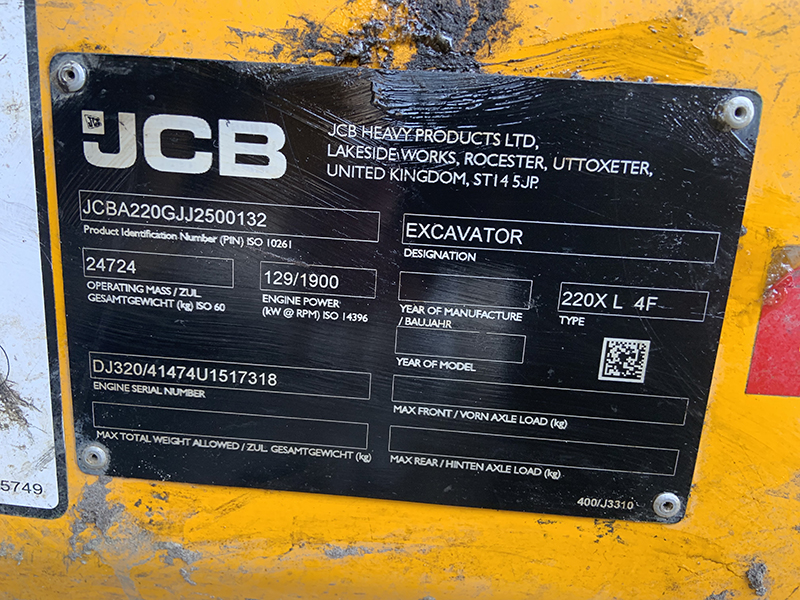 JCB
JCB HEAVY PRODUCTS LTD,
LAKESIDE WORKS, ROCESTER, UTTOXETER,
UNITED KINGDOM, ST14 5JP.
JCBA220GJJ2500132
Product Identification Number (PIN) ISO 10261
EXCAVATOR
DESIGNATION
24724
OPERATING MASS / ZUL.
GESAMTGEWICHT (kg) ISO 60
129/1900
ENGINE POWER
(kW @ RPM) ISO 14396
YEAR OF MANUFACTURE
/ BAUJAHR
220X L 4F
TYPE
YEAR OF MODEL
DJ320/41474U1517318
ENGINE SERIAL NUMBER
MAX FRONT / VORN AXLE LOAD (kg)
MAX TOTAL WEIGHT ALLOWED / ZUL. GESAMTGEWICHT (kg)
MAX REAR / HINTEN AXLE LOAD (kg)
400/J3310
5749